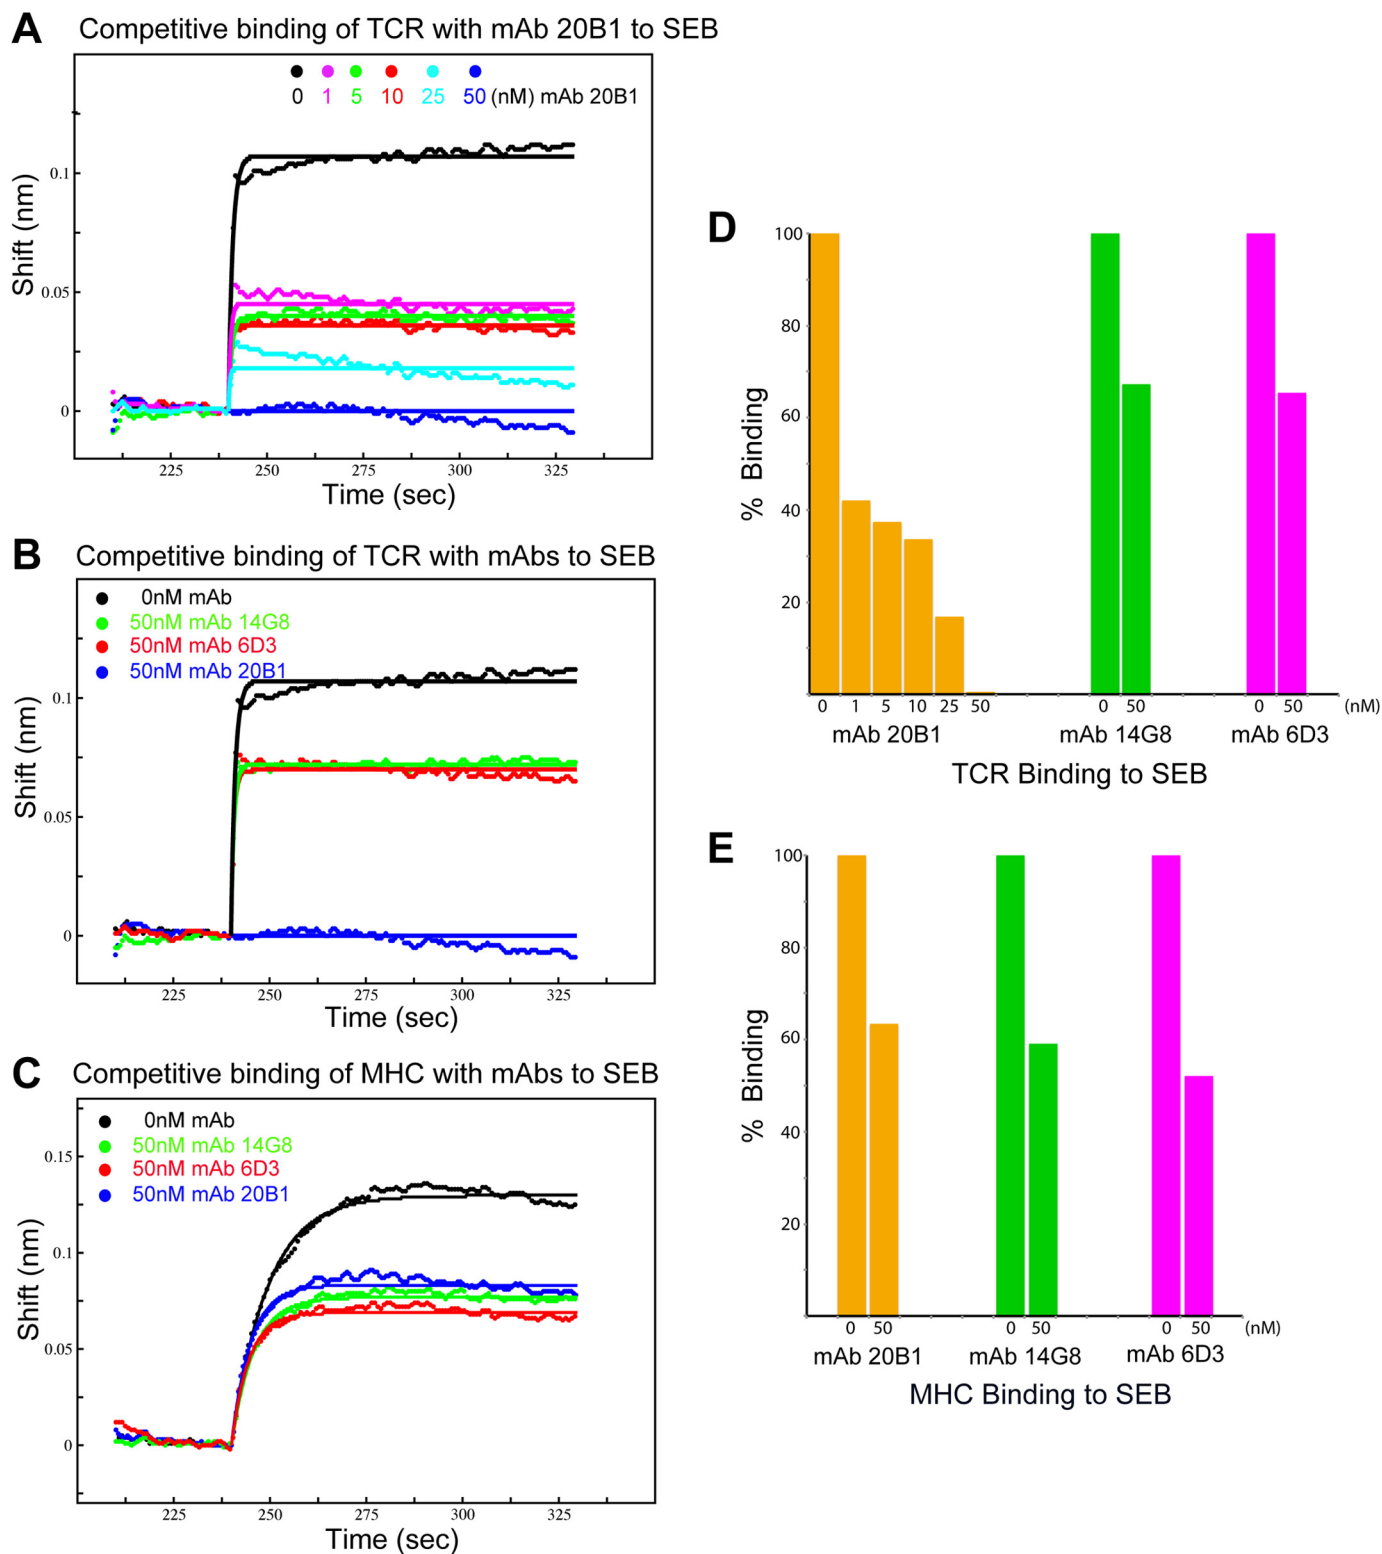 A Competitive binding of TCR with mAb 20B1 to SEB
0 1 5 10 25 50 (nM) mAb 20B1
Shift (nm)
0.1
0.05
0
225 250 275 300 325
Time (sec)
B Competitive binding of TCR with mAbs to SEB
0nM mAb
50nM mAb 14G8
50nM mAb 6D3
50nM mAb 20B1
Shift (nm)
0.1
0.05
0
225 250 275 300 325
Time (sec)
C Competitive binding of MHC with mAbs to SEB
0nM mAb
50nM mAb 14G8
50nM mAb 6D3
50nM mAb 20B1
Shift (nm)
0.15
0.1
0.05
0
225 250 275 300 325
Time (sec)
D
% Binding
100
80
60
40
20
0 1 5 10 25 50 0 50 0 50 (nM)
mAb 20B1 mAb 14G8 mAb 6D3
TCR Binding to SEB
E
% Binding
100
80
60
40
20
0 50 0 50 0 50 (nM)
mAb 20B1 mAb 14G8 mAb 6D3
MHC Binding to SEB